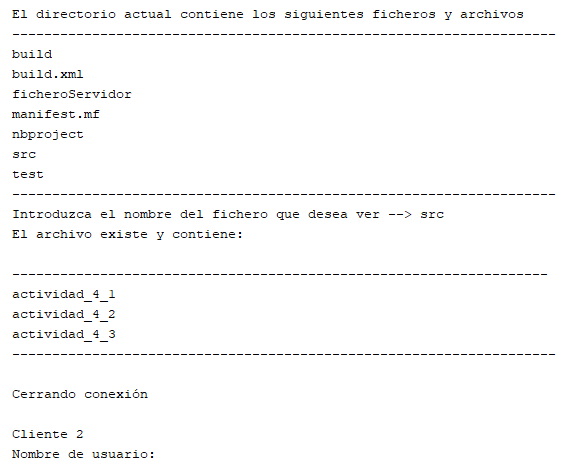 El directorio actual contiene los siguientes ficheros y archivos
--------------------------------------------------------------------
build
build.xml
ficheroServidor
manifest.mf
nbproject
src
test
--------------------------------------------------------------------
Introduzca el nombre del fichero que desea ver --> src
El archivo existe y contiene:
-------------------------------------------------------------------
actividad_4_1
actividad_4_2
actividad_4_3
--------------------------------------------------------------------
Cerrando conexión
Cliente 2
Nombre de usuario: